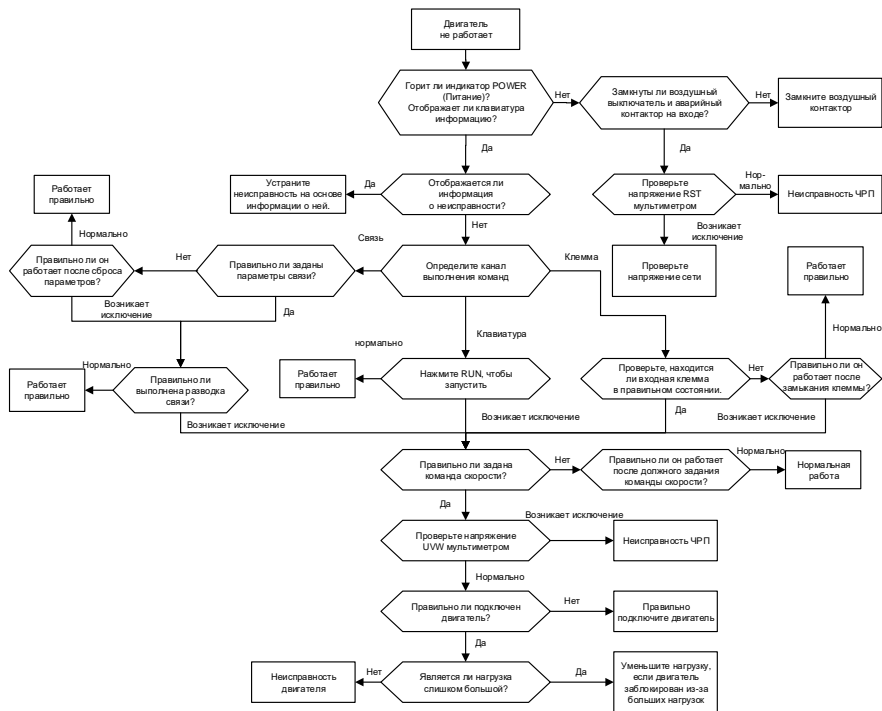 Двигатель
не работает
Горит ли индикатор POWER
(Питание)?
Отображает ли клавиатура
информацию?
Нет
Замкнуты ли воздушный
выключатель и аварийный
контактор на входе?
Нет
Замкните воздушный
контактор
Да
Да
Устраните
неисправность на основе
информации о ней.
Да
Отображается ли
информация
о неисправности?
Проверьте
напряжение RST
мультиметром
Нор-
мально
Неисправность ЧРП
Работает
правильно
Нормально
Нет
Возникает
исключение
Проверьте
напряжение сети
Правильно ли он
работает после сброса
параметров?
Нет
Правильно ли заданы
параметры связи?
Связь
Определите канал
выполнения команд
Клемма
Работает
правильно
Возникает
исключение
Да
Клавиатура
Нормально
Работает
правильно
Нормально
Правильно ли
выполнена разводка
связи?
Работает
правильно
нормально
Нажмите RUN, чтобы
запустить
Проверьте, находится
ли входная клемма
в правильном состоянии.
Нет
Правильно ли он
работает после
замыкания клеммы?
Возникает исключение
Возникает исключение
Да
Возникает исключение
Правильно ли задана
команда скорости?
Нет
Правильно ли он работает
после должного задания
команды скорости?
Нормально
Нормальная
работа
Да
Возникает исключение
Проверьте напряжение
UVW мультиметром
Неисправность ЧРП
Нормально
Правильно ли подключен
двигатель?
Нет
Правильно
подключите двигатель
Да
Неисправность
двигателя
Нет
Является ли нагрузка
слишком большой?
Да
Уменьшите нагрузку,
если двигатель
заблокирован из-за
больших нагрузок